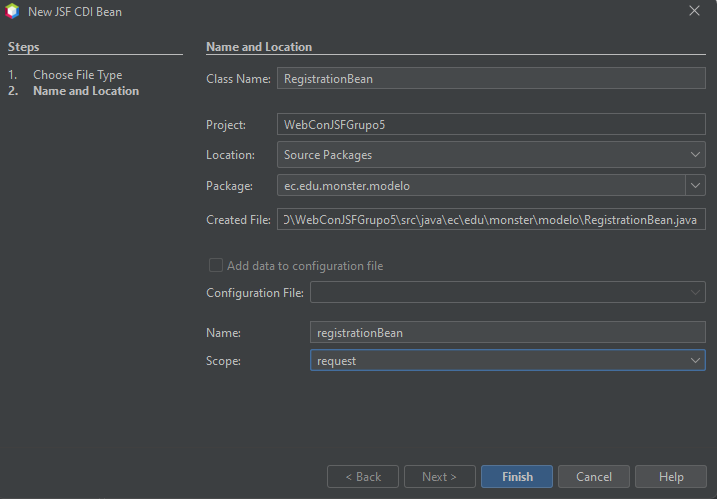 New JSF CDI Bean
Steps
1. Choose File Type
2. Name and Location
Name and Location
Class Name: RegistrationBean
Project: WebConJSFGrupo5
Location: Source Packages
Package: ec.edu.monster.modelo
Created File: \WebConJSFGrupo5\src\java\ec\edu\monster\modelo\RegistrationBean.java
Add data to configuration file
Configuration File:
Name: registrationBean
Scope: request
< Back Next > Finish Cancel Help